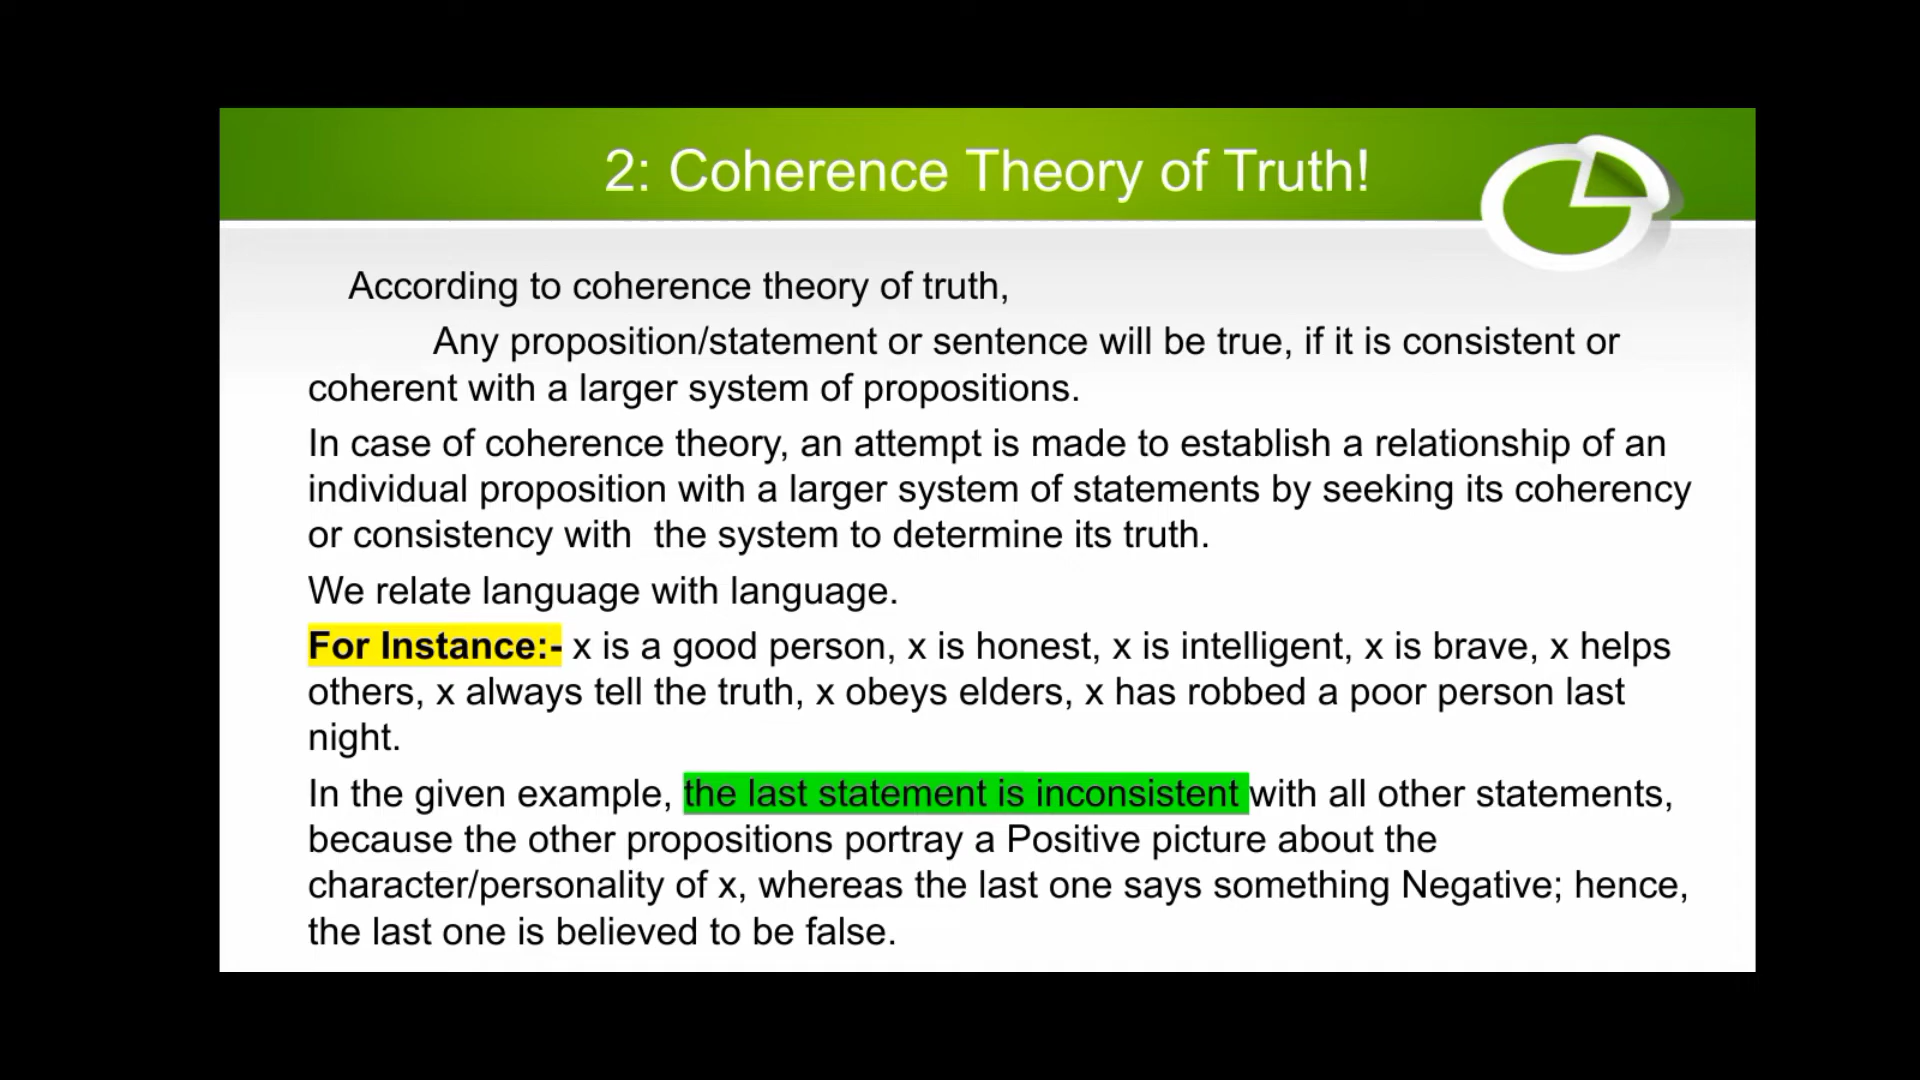 2: Coherence Theory of Truth!
According to coherence theory of truth,
Any proposition/statement or sentence will be true, if it is consistent or
coherent with a larger system of propositions.
In case of coherence theory, an attempt is made to establish a relationship of an
individual proposition with a larger system of statements by seeking its coherency
or consistency with  the system to determine its truth.
We relate language with language.
For Instance:- x is a good person, x is honest, x is intelligent, x is brave, x helps
others, x always tell the truth, x obeys elders, x has robbed a poor person last
night.
In the given example, the last statement is inconsistent with all other statements,
because the other propositions portray a Positive picture about the
character/personality of x, whereas the last one says something Negative; hence,
the last one is believed to be false.